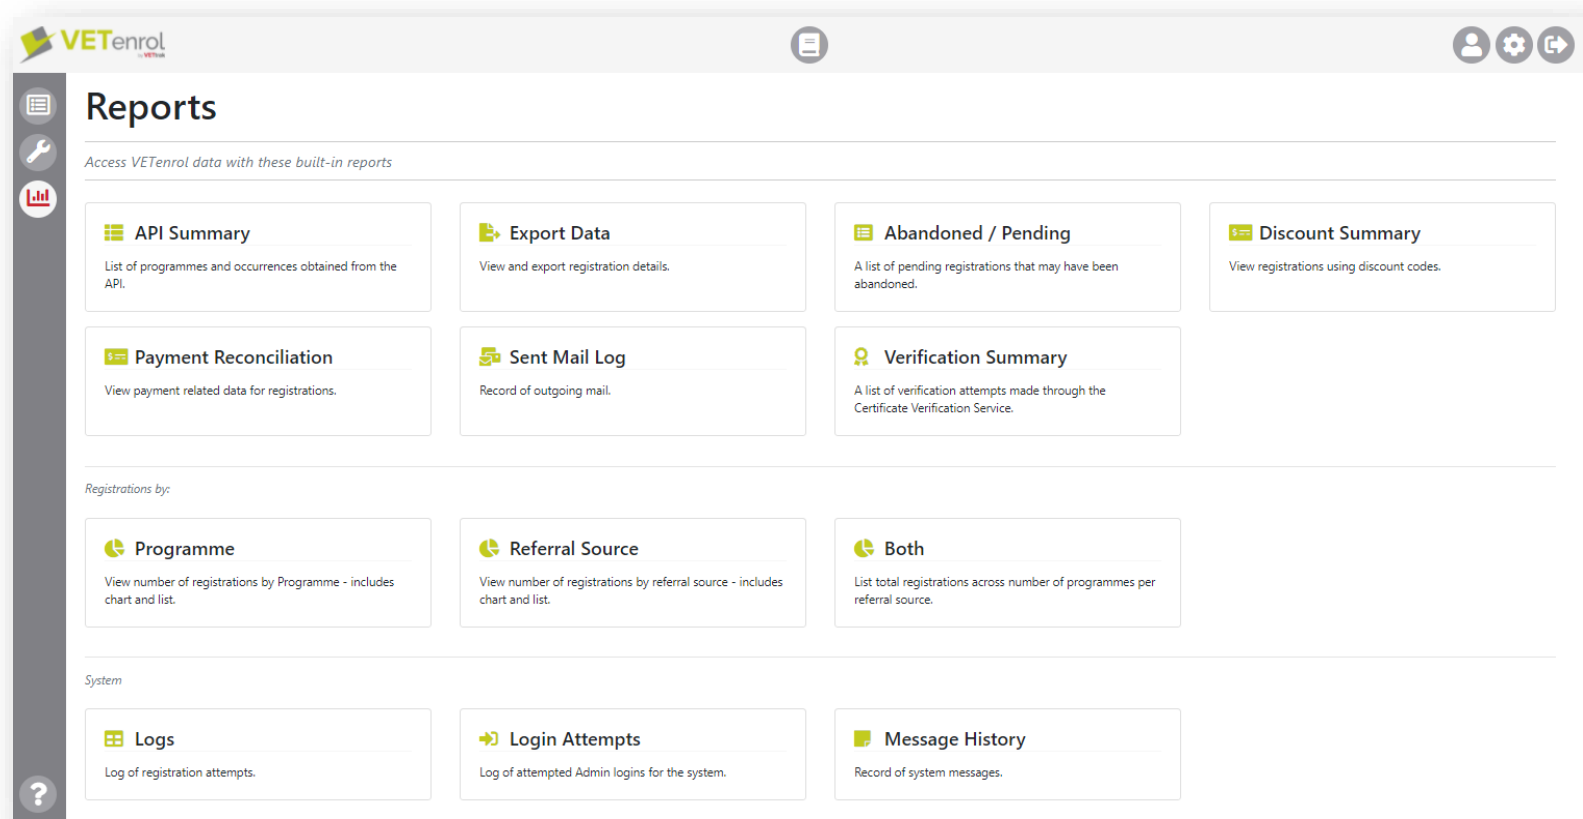 VETenrol
by VETtrak
Reports
Access VETenrol data with these built-in reports
API Summary
List of programmes and occurrences obtained from the
API.
Export Data
View and export registration details.
Abandoned / Pending
A list of pending registrations that may have been
abandoned.
Discount Summary
View registrations using discount codes.
Payment Reconciliation
View payment related data for registrations.
Sent Mail Log
Record of outgoing mail.
Verification Summary
A list of verification attempts made through the
Certificate Verification Service.
Registrations by:
Programme
View number of registrations by Programme - includes
chart and list.
Referral Source
View number of registrations by referral source - includes
chart and list.
Both
List total registrations across number of programmes per
referral source.
System
Logs
Log of registration attempts.
Login Attempts
Log of attempted Admin logins for the system.
Message History
Record of system messages.
?